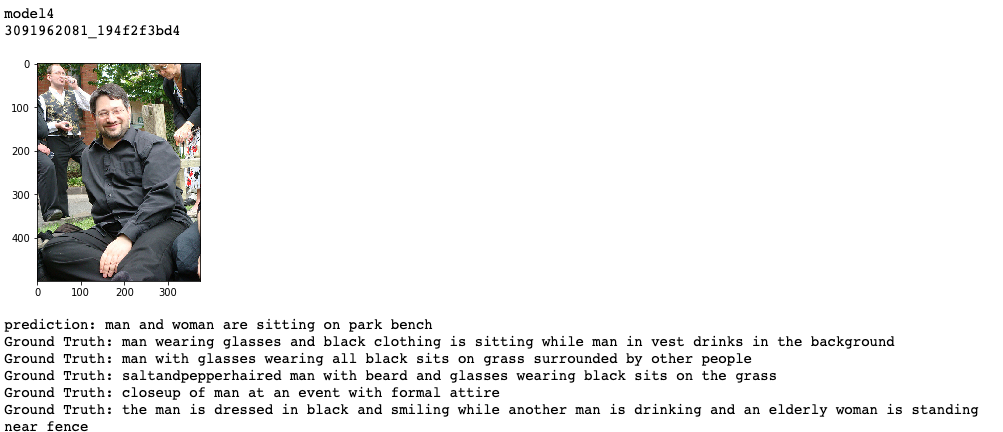 model4
3091962081_194f2f3bd4
0
100
200
300
400
0 100 200 300
prediction: man and woman are sitting on park bench
Ground Truth: man wearing glasses and black clothing is sitting while man in vest drinks in the background
Ground Truth: man with glasses wearing all black sits on grass surrounded by other people
Ground Truth: saltandpepperhaired man with beard and glasses wearing black sits on the grass
Ground Truth: closeup of man at an event with formal attire
Ground Truth: the man is dressed in black and smiling while another man is drinking and an elderly woman is standing
near fence